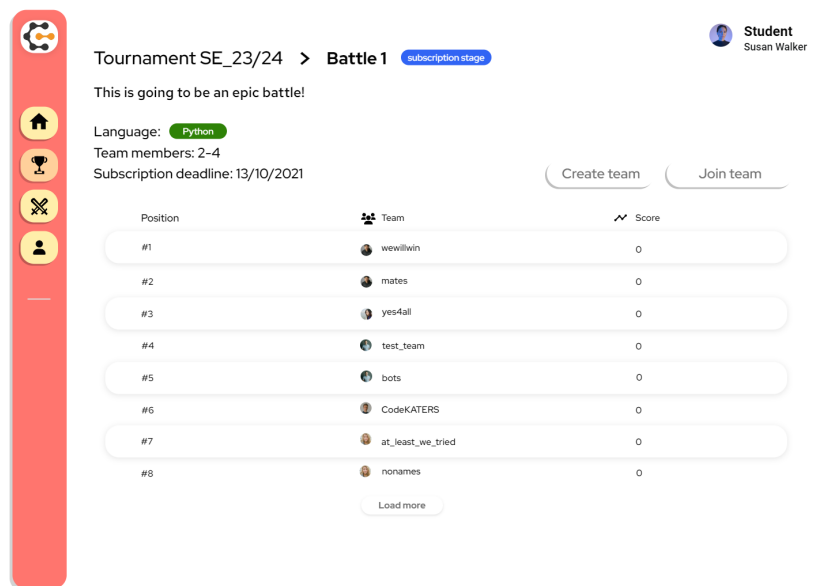 Student
Susan Walker
Tournament SE_23/24 > Battle 1 subscription stage
This is going to be an epic battle!
Language: Python
Team members: 2-4
Subscription deadline: 13/10/2021
Create team Join team
Position Team Score
#1 wewillwin 0
#2 mates 0
#3 yes4all 0
#4 test_team 0
#5 bots 0
#6 CodeKATERS 0
#7 at_least_we_tried 0
#8 nonames 0
Load more